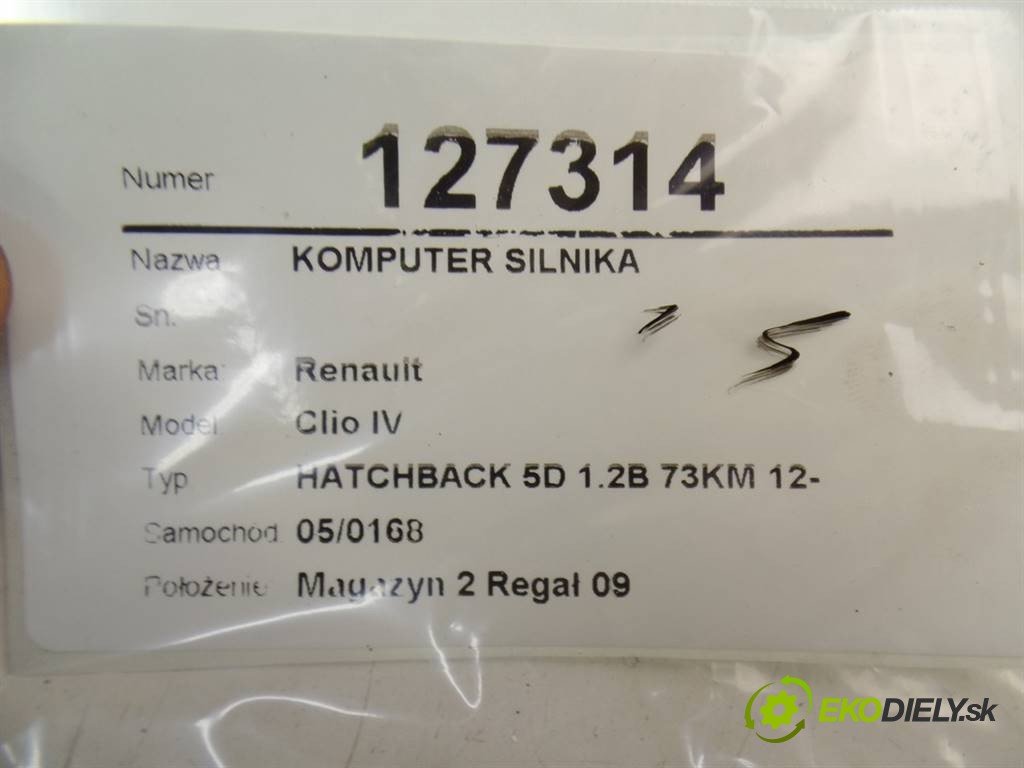 Numer 127314
Nazwa KOMPUTER SILNIKA
Sn.
Marka: Renault
Model Clio IV
Typ HATCHBACK 5D 1.2B 73KM 12-
Samochód 05/0168
Położenie Magazyn 2 Regał 09
EKODIELY.sk